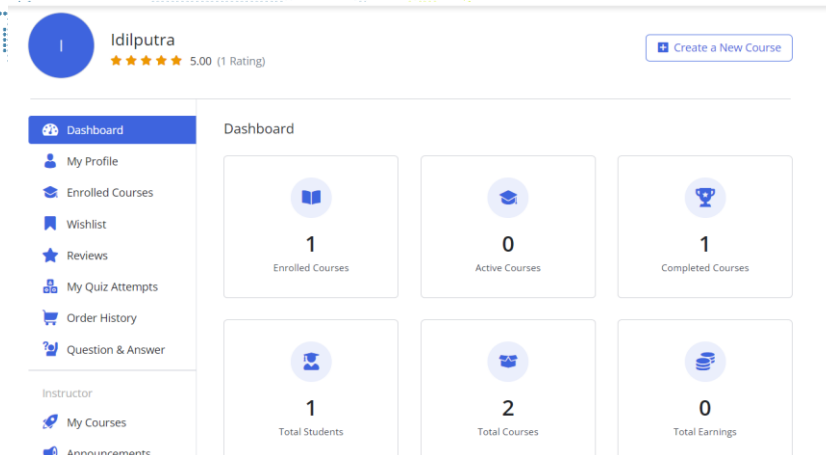 I
Idilputra
5.00 (1 Rating)
Create a New Course
Dashboard
My Profile
Enrolled Courses
Wishlist
Reviews
My Quiz Attempts
Order History
Question & Answer
Instructor
My Courses
Announcements
Dashboard
1
Enrolled Courses
0
Active Courses
1
Completed Courses
1
Total Students
2
Total Courses
0
Total Earnings